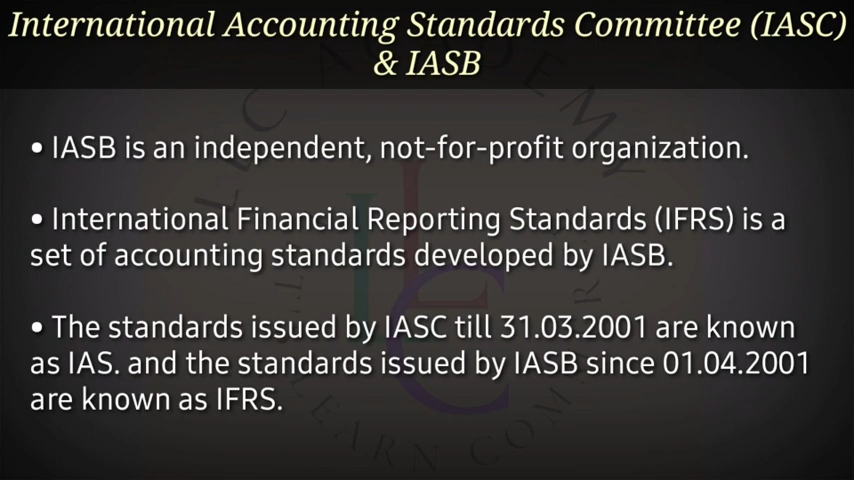 International Accounting Standards Committee (IASC)
& IASB
• IASB is an independent, not-for-profit organization.
• International Financial Reporting Standards (IFRS) is a
set of accounting standards developed by IASB.
• The standards issued by IASC till 31.03.2001 are known
as IAS. and the standards issued by IASB since 01.04.2001
are known as IFRS.